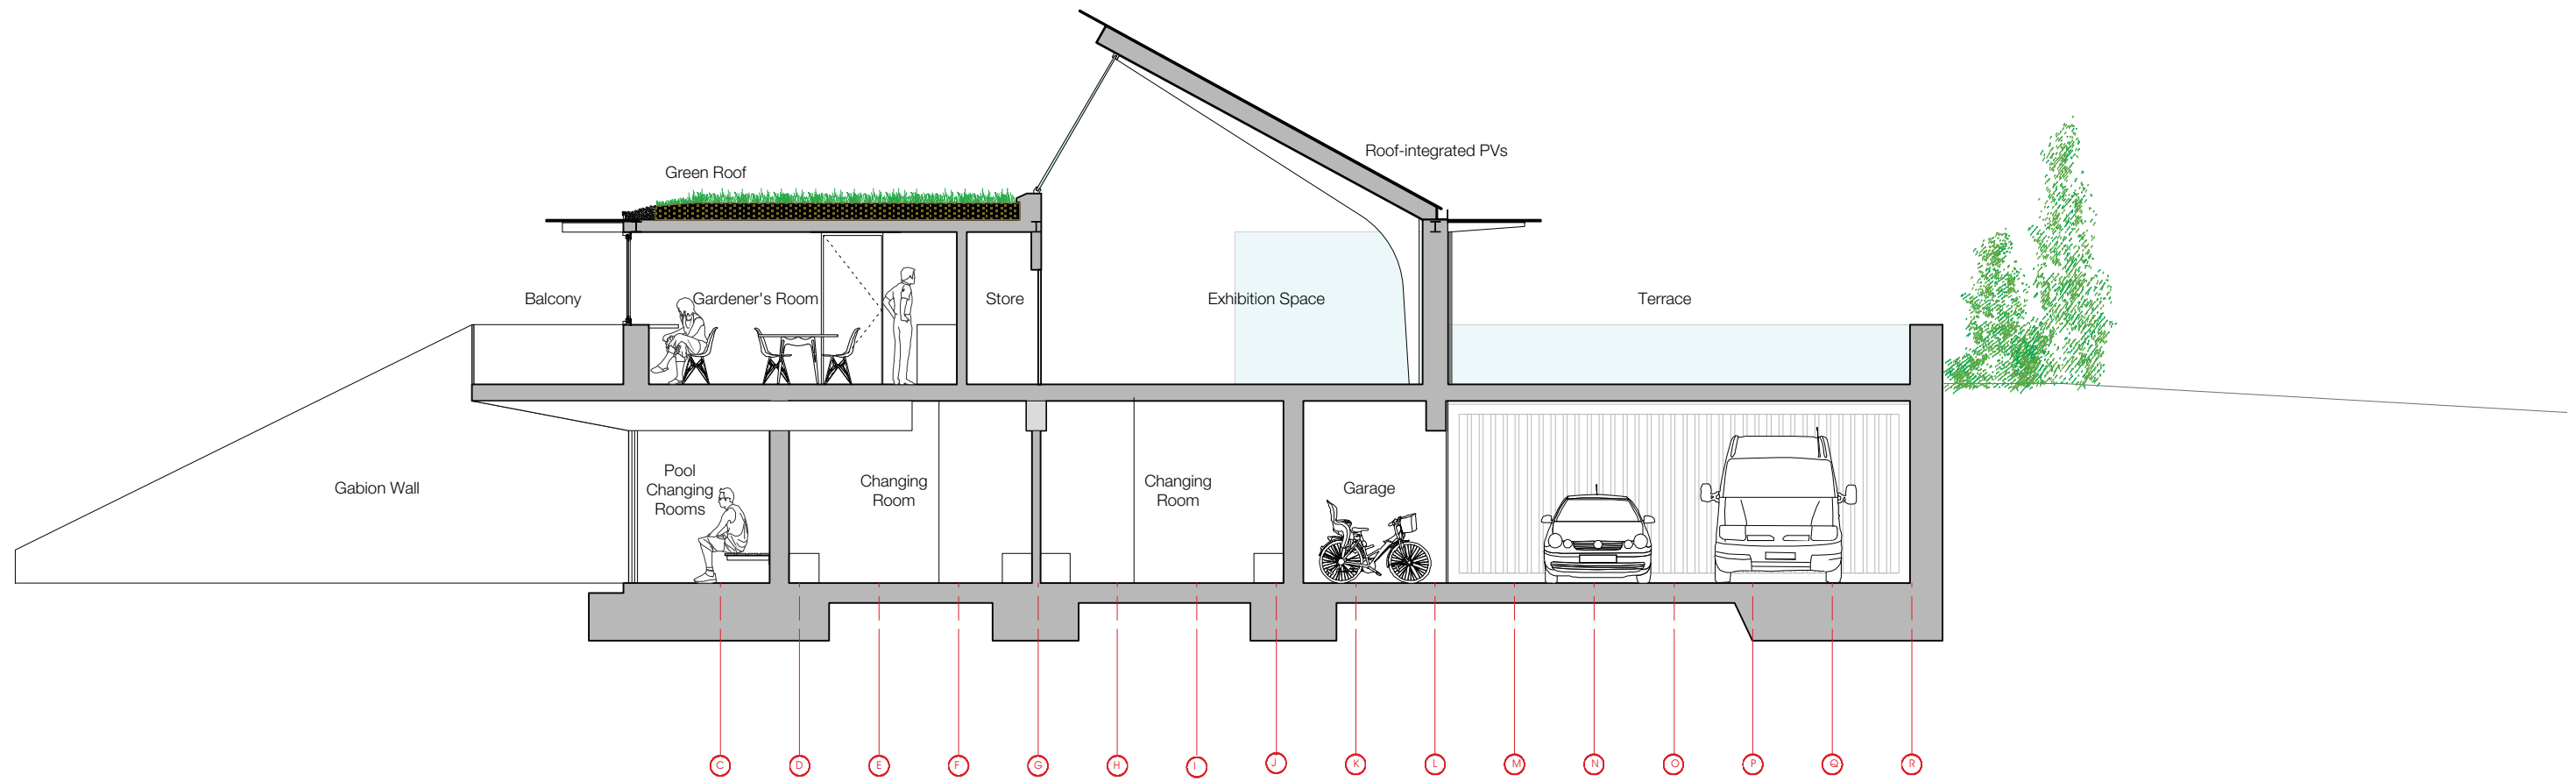 Roof-integrated PVs
Green Roof
Balcony
Gardener's Room
Store
Exhibition Space
Terrace
Gabion Wall
Pool
Changing
Rooms
Changing
Room
Changing
Room
Garage
C D E F G H I J K L M N O P Q R